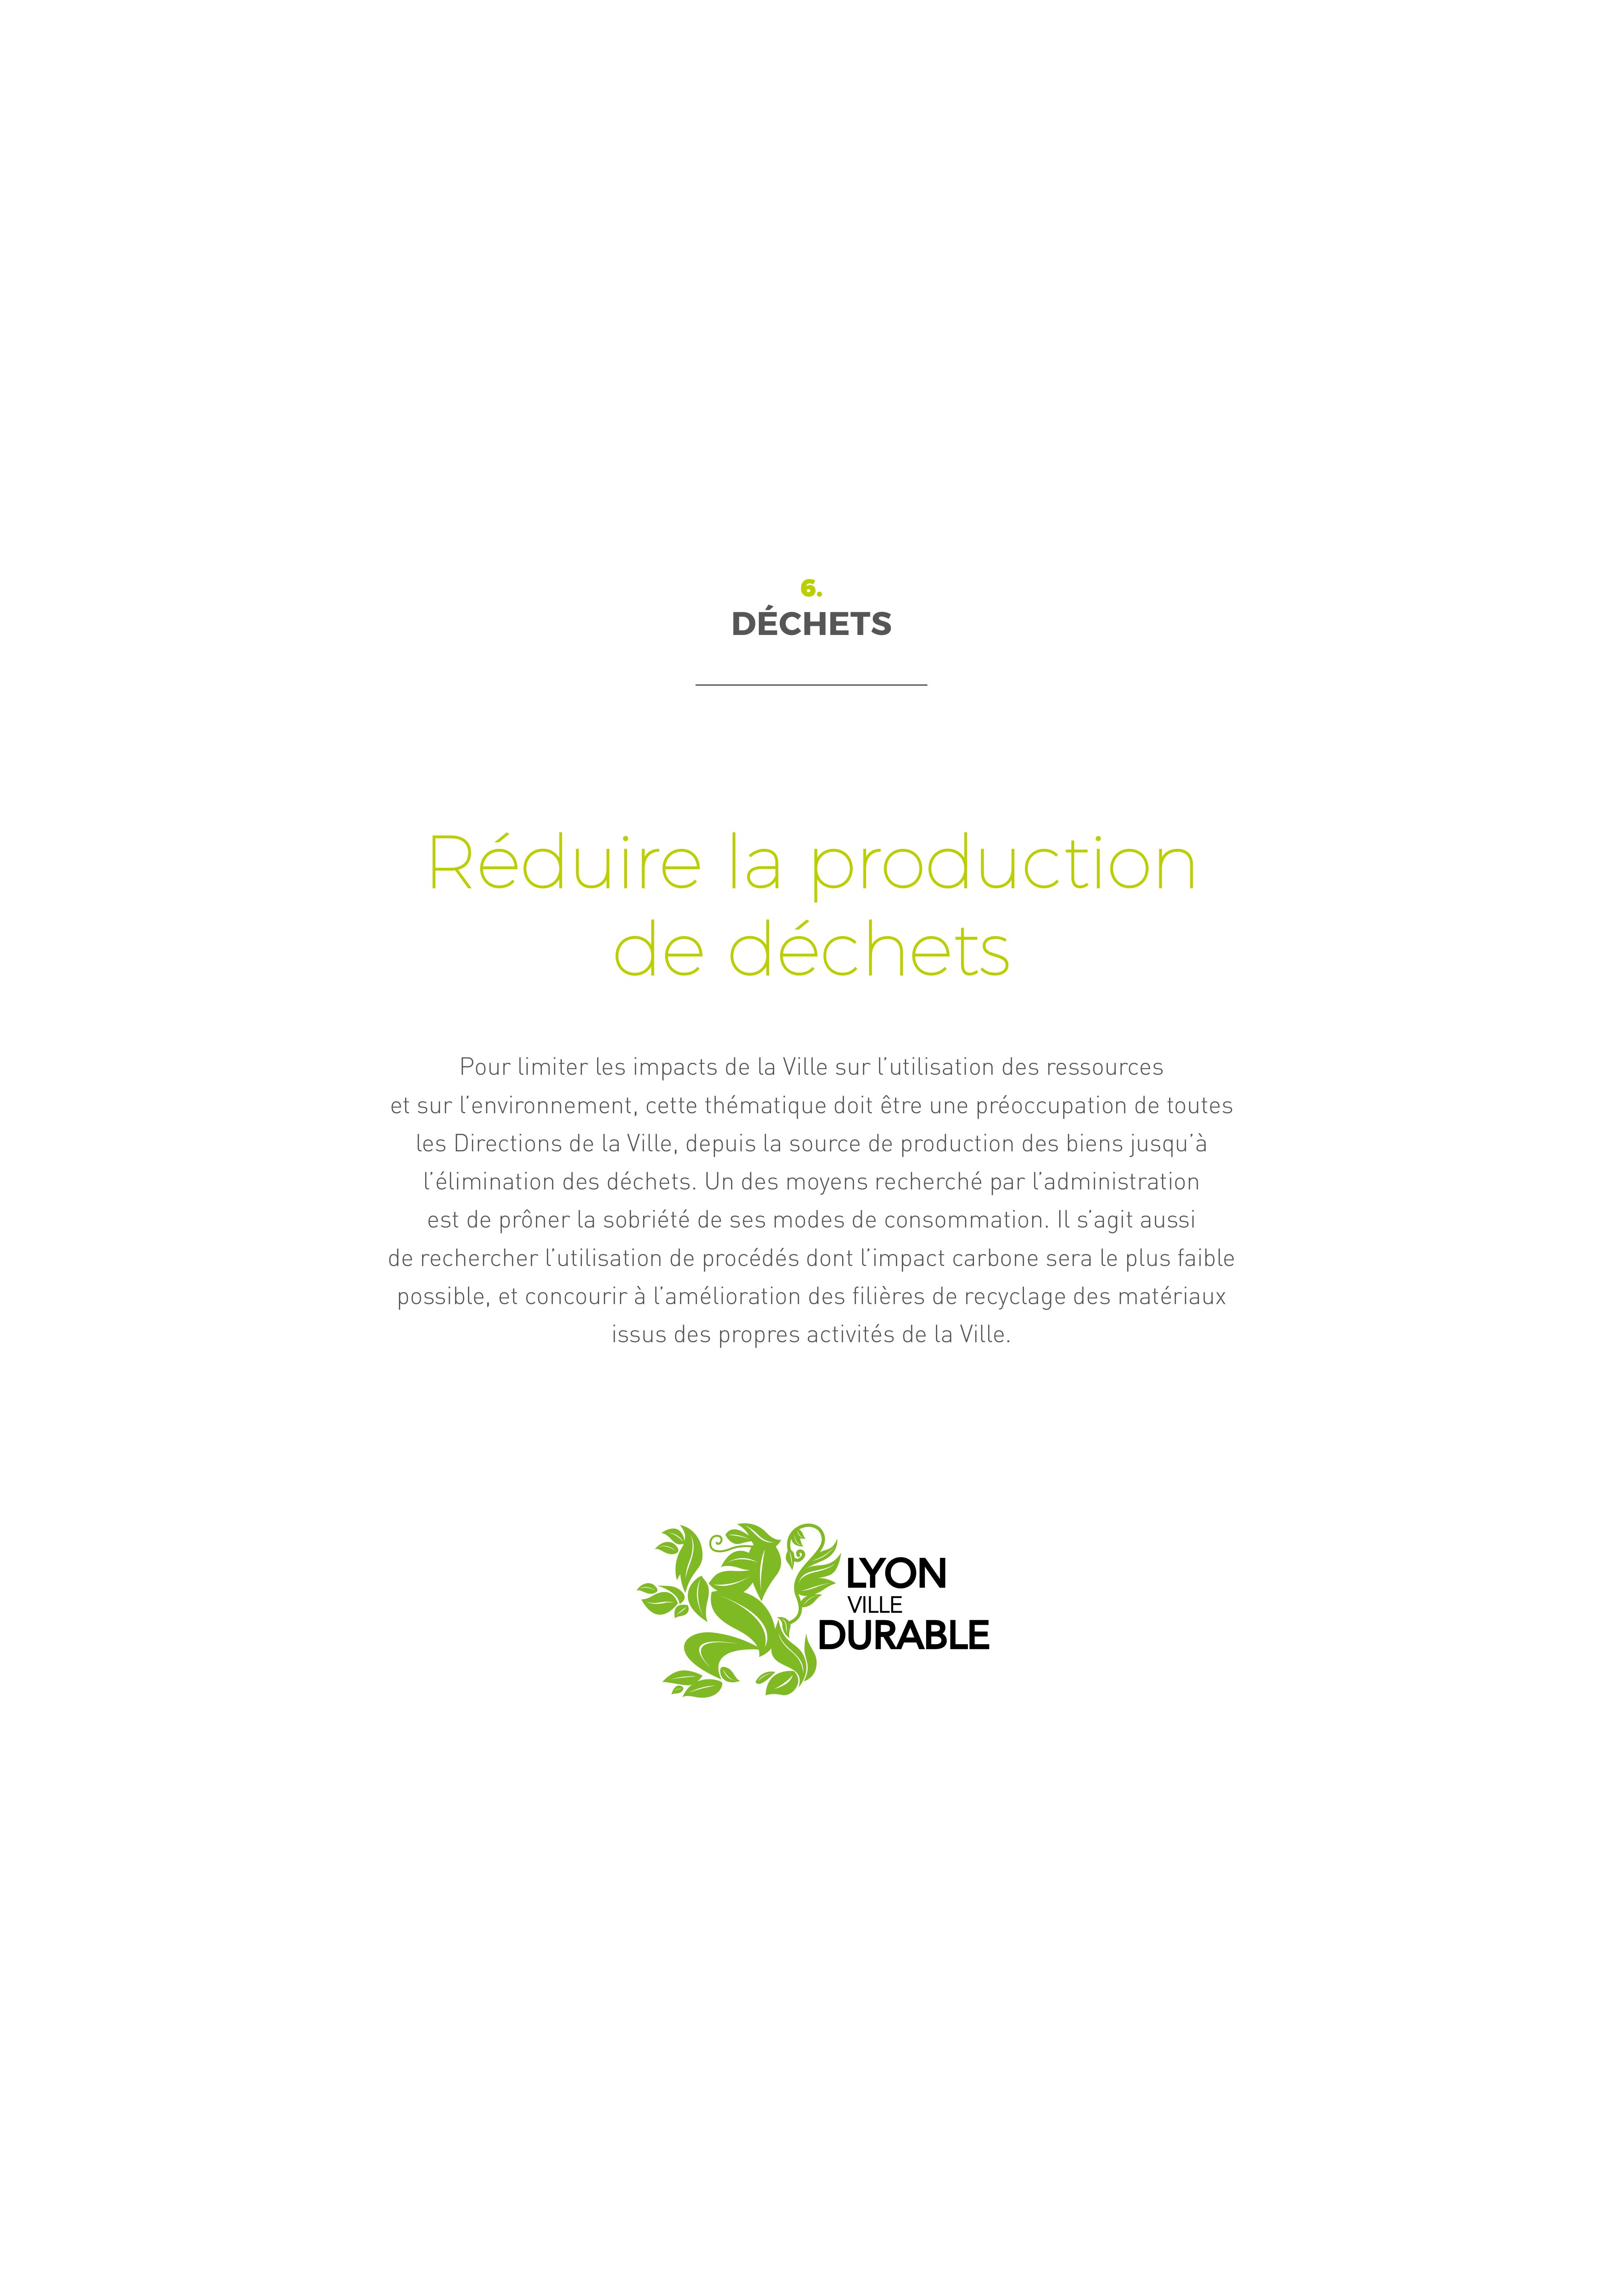 6.
DÉCHETS
Réduire la production
de déchets
Pour limiter les impacts de la Ville sur l’utilisation des ressources
et sur l’environnement, cette thématique doit être une préoccupation de toutes
les Directions de la Ville, depuis la source de production des biens jusqu’à
l’élimination des déchets. Un des moyens recherché par l’administration
est de prôner la sobriété de ses modes de consommation. Il s’agit aussi
de rechercher l’utilisation de procédés dont l’impact carbone sera le plus faible
possible, et concourir à l’amélioration des filières de recyclage des matériaux
issus des propres activités de la Ville.
LYON
VILLE
DURABLE